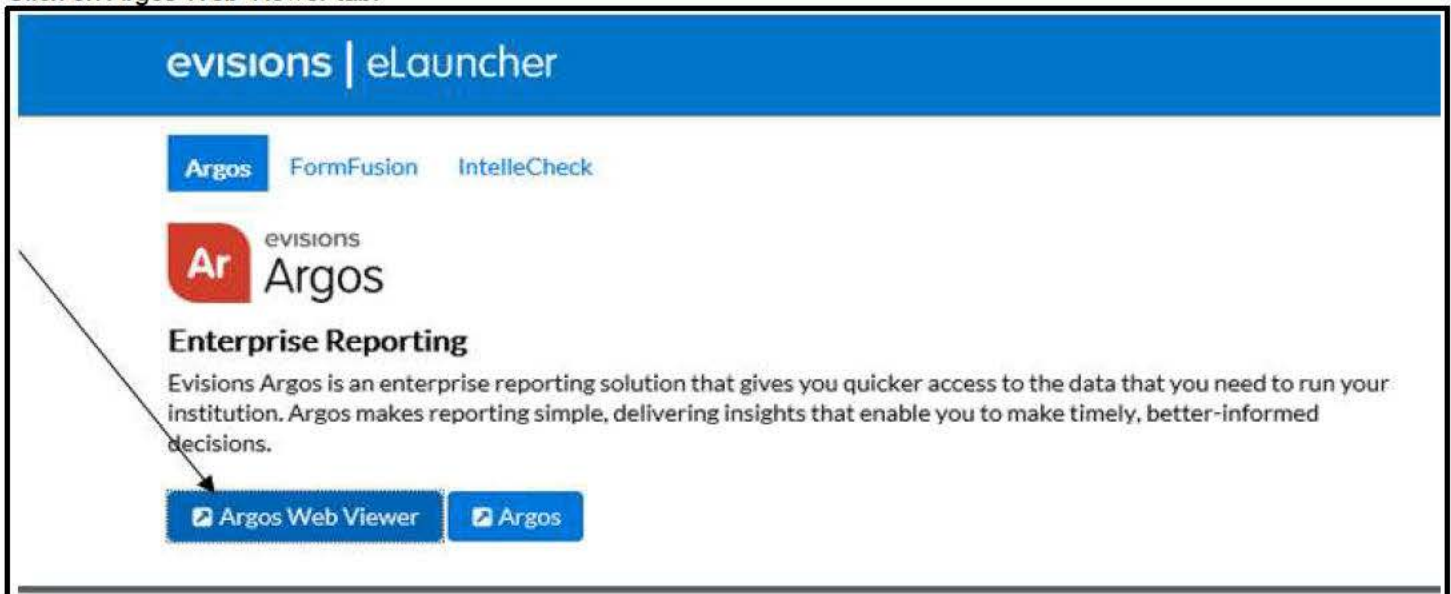 evisions | eLauncher
Argos FormFusion IntelleCheck
Ar evisions
Argos
Enterprise Reporting
Evisions Argos is an enterprise reporting solution that gives you quicker access to the data that you need to run your
institution. Argos makes reporting simple, delivering insights that enable you to make timely, better-informed
decisions.
Argos Web Viewer Argos